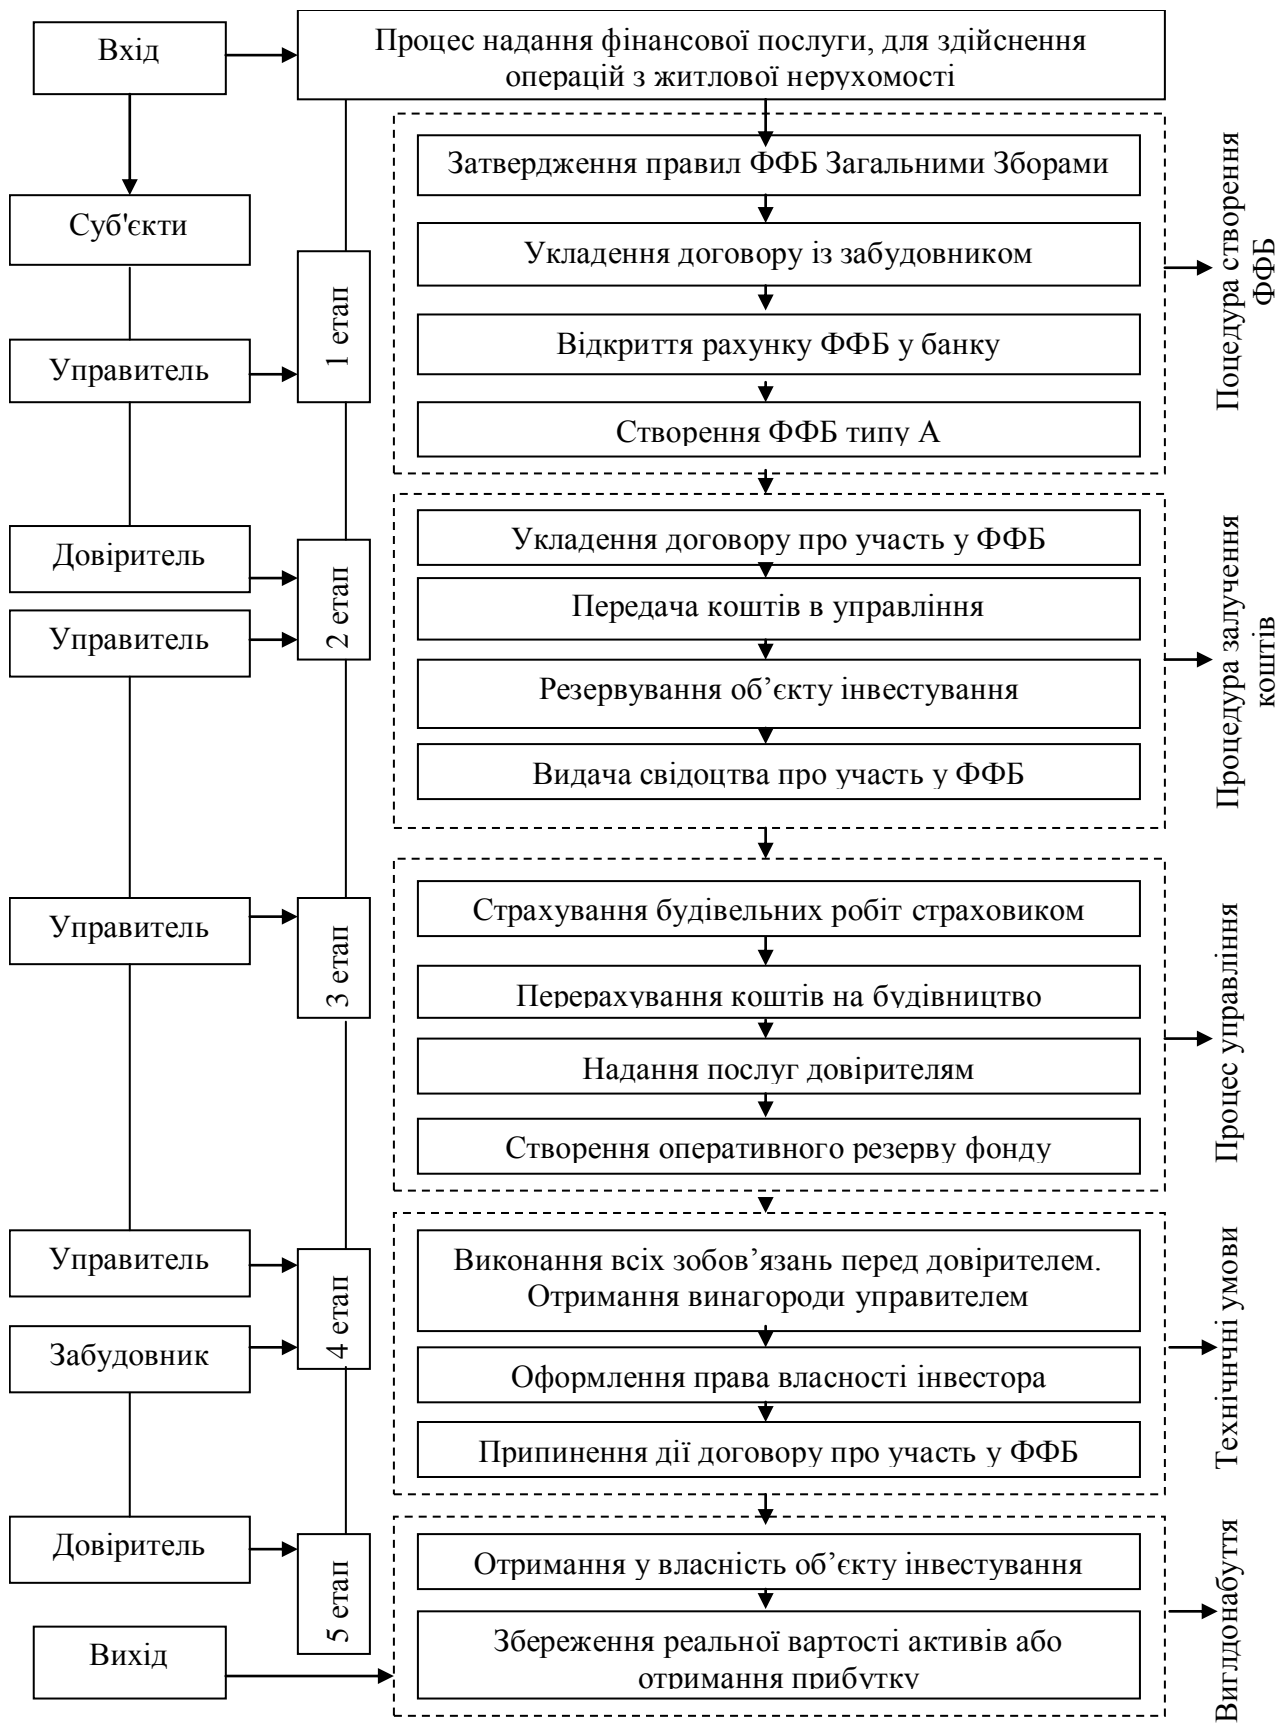 Вхід
Процес надання фінансової послуги, для здійснення
операцій з житлової нерухомості
Суб'єкти
Управитель
1 етап
Затвердження правил ФФБ Загальними Зборами
Укладення договору із забудовником
Відкриття рахунку ФФБ у банку
Створення ФФБ типу А
Поцедура створення
ФФБ
Довіритель
Управитель
2 етап
Укладення договору про участь у ФФБ
Передача коштів в управління
Резервування об’єкту інвестування
Видача свідоцтва про участь у ФФБ
Процедура залучення
коштів
Управитель
3 етап
Страхування будівельних робіт страховиком
Перерахування коштів на будівництво
Надання послуг довірителям
Створення оперативного резерву фонду
Процес управління
Управитель
Забудовник
4 етап
Виконання всіх зобов’язань перед довірителем.
Отримання винагороди управителем
Оформлення права власності інвестора
Припинення дії договору про участь у ФФБ
Технічнчні умови
Довіритель
5 етап
Отримання у власність об’єкту інвестування
Збереження реальної вартості активів або
отримання прибутку
Виглдонабуття
Вихід